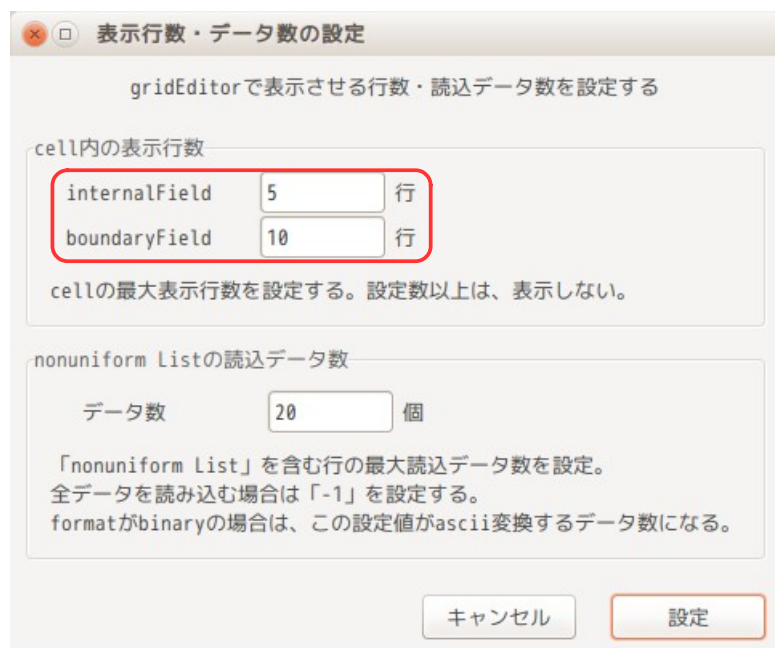 表示行数・データ数の設定
gridEditorで表示させる行数・読込データ数を設定する
cell内の表示行数
internalField 5 行
boundaryField 10 行
cellの最大表示行数を設定する。設定数以上は、表示しない。
nonuniform Listの読込データ数
データ数 20 個
「nonuniform List」を含む行の最大読込データ数を設定。
全データを読み込む場合は「-1」を設定する。
formatがbinaryの場合は、この設定値がascii変換するデータ数になる。
キャンセル 設定